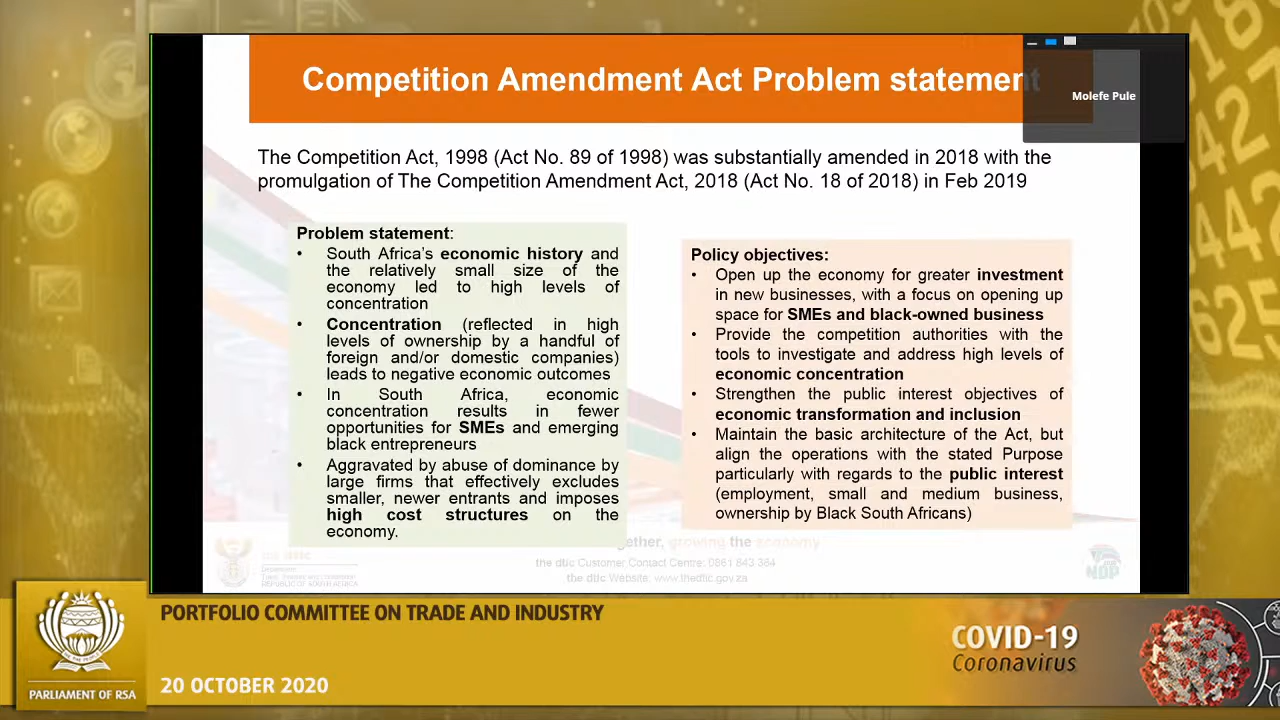 Competition Amendment Act Problem statement
Molefe Pule
The Competition Act, 1998 (Act No. 89 of 1998) was substantially amended in 2018 with the
promulgation of The Competition Amendment Act, 2018 (Act No. 18 of 2018) in Feb 2019
Problem statement:
• South Africa's economic history and
the relatively small size of the
economy led to high levels of
concentration
• Concentration (reflected in high
levels of ownership by a handful of
foreign and/or domestic companies)
leads to negative economic outcomes
• In South Africa, economic
concentration results in fewer
opportunities for SMEs and emerging
black entrepreneurs
• Aggravated by abuse of dominance by
large firms that effectively excludes
smaller, newer entrants and imposes
high cost structures on the
economy.
Policy objectives:
• Open up the economy for greater investment
in new businesses, with a focus on opening up
space for SMEs and black-owned business
• Provide the competition authorities with the
tools to investigate and address high levels of
economic concentration
• Strengthen the public interest objectives of
economic transformation and inclusion
• Maintain the basic architecture of the Act, but
align the operations with the stated Purpose
particularly with regards to the public interest
(employment, small and medium business,
ownership by Black South Africans)
growing the economy
the dtic Customer Contact Centre: 0861 843 384
the dtic Website: www.thedtic.gov.za
the dtic
REPUBLIC OF SOUTH AFRICA
NDP
PORTFOLIO COMMITTEE ON TRADE AND INDUSTRY
20 OCTOBER 2020
PARLIAMENT OF RSA
COVID-19
Coronavirus